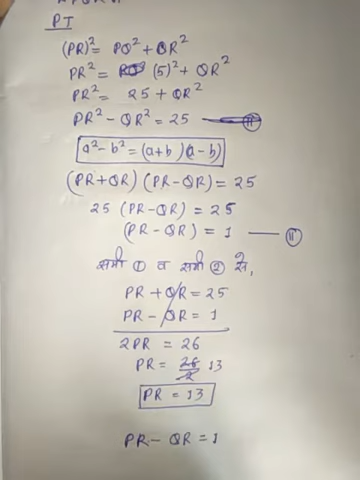 PT
(PR)² = PQ² + QR²
PR² = (5)² + QR²
PR² = 25 + QR²
PR² - QR² = 25 — II
a² - b² = (a+b)(a-b)
(PR+QR) (PR-QR) = 25
25 (PR-QR) = 25
(PR-QR) = 1 — II
समी ① व समी ② से,
PR + QR = 25
PR - QR = 1
2PR = 26
PR = 26/2 13
PR = 13
PR - QR = 1